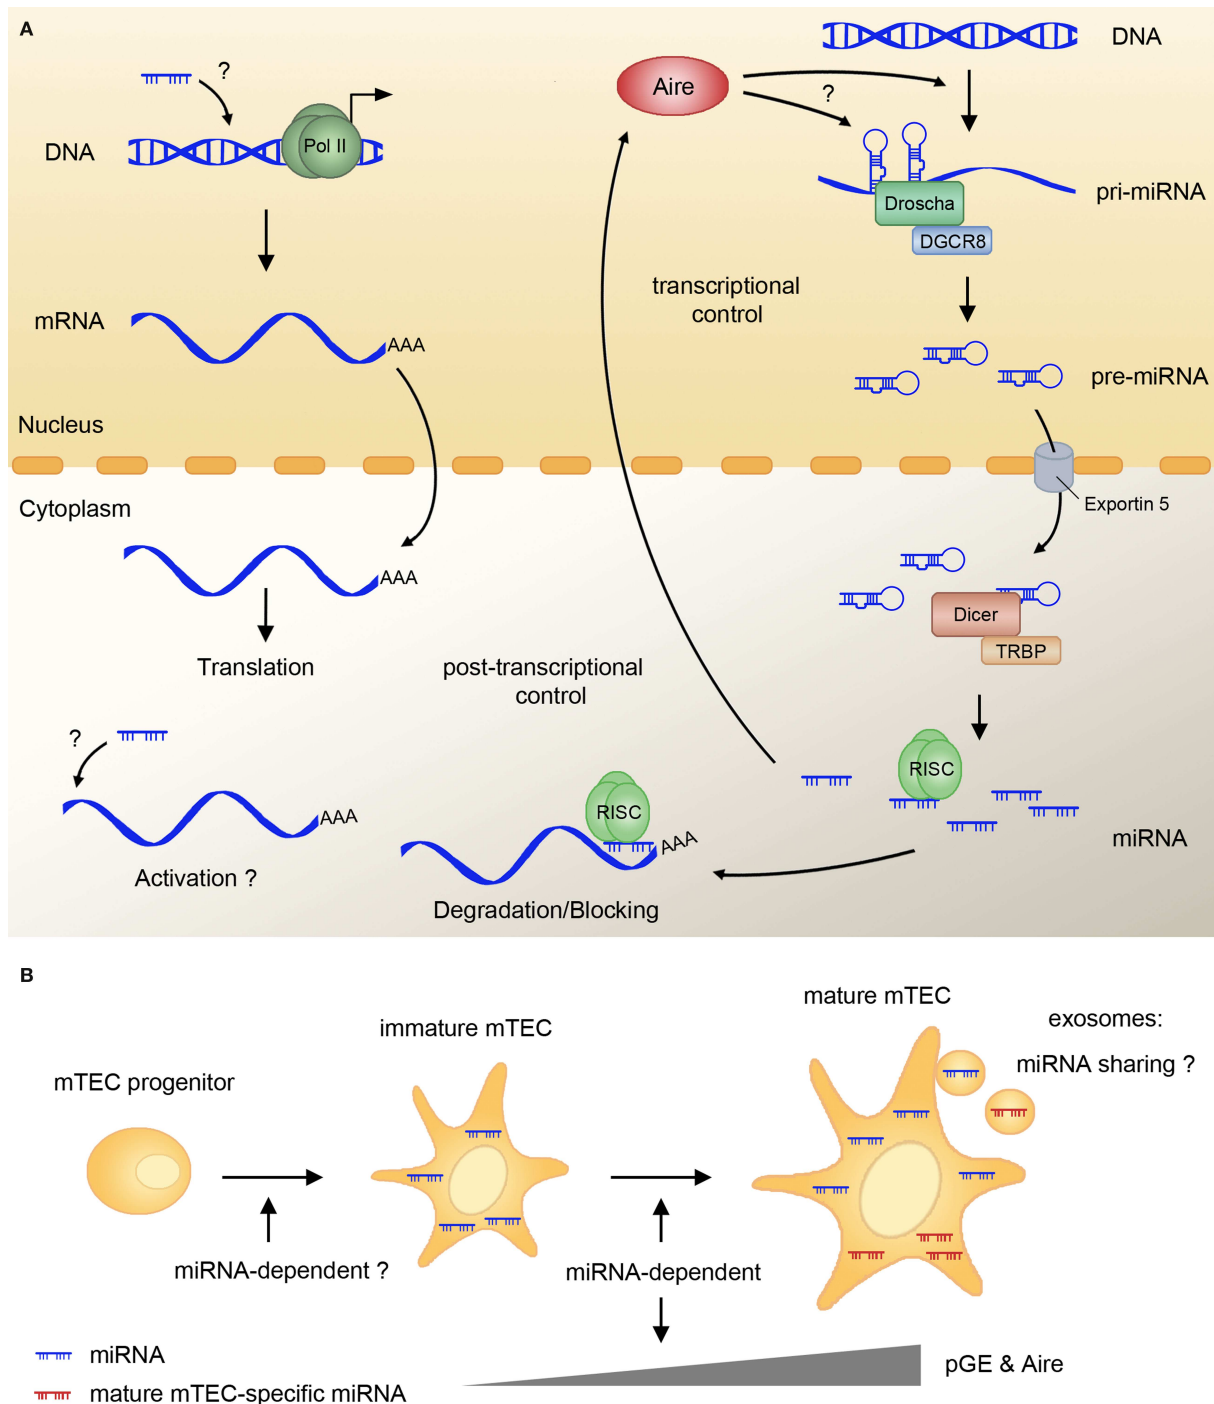 A
DNA
?
Aire
?
DNA
Pol II
pri-miRNA
Droscha
DGCR8
transcriptional
control
mRNA
AAA
pre-miRNA
Nucleus
Cytoplasm
Exportin 5
AAA
Dicer
TRBP
Translation
post-transcriptional
control
?
RISC
RISC
AAA
AAA
miRNA
Activation ?
Degradation/Blocking
B
mature mTEC
immature mTEC
exosomes:
miRNA sharing ?
mTEC progenitor
miRNA-dependent ?
miRNA-dependent
miRNA
pGE & Aire
mature mTEC-specific miRNA